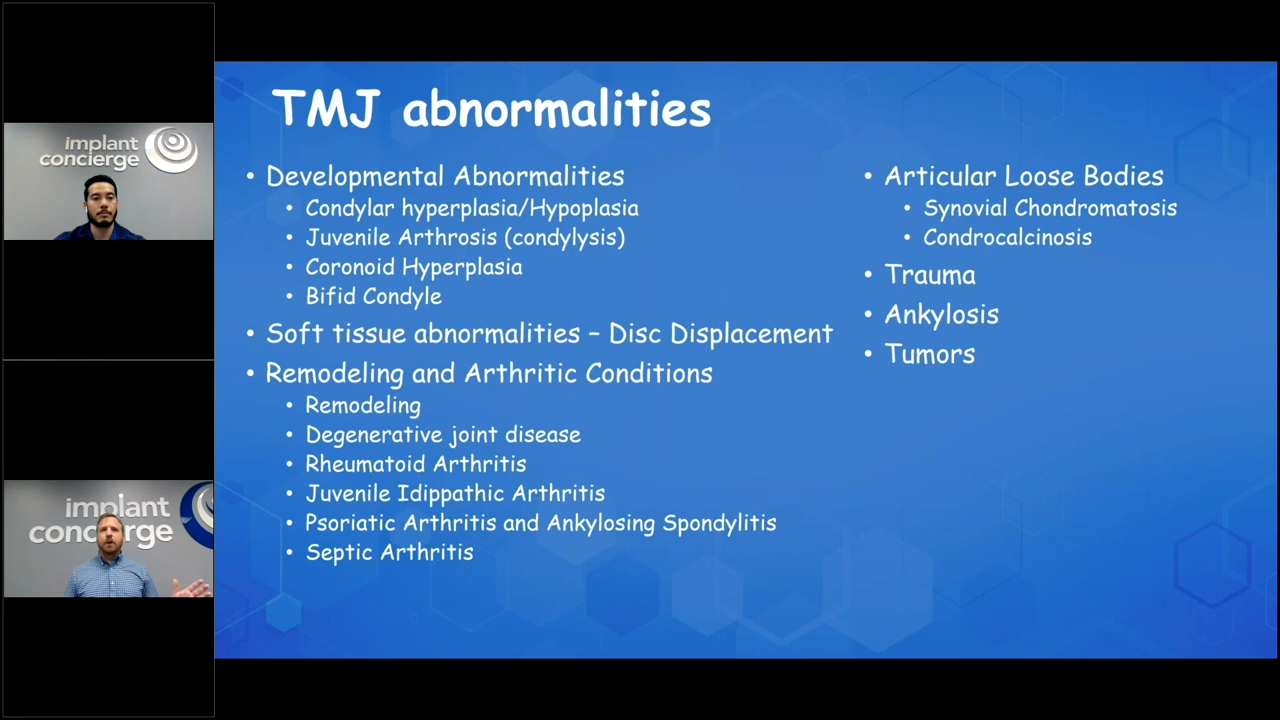 implant
concierge
implant
concierge
TMJ abnormalities
• Developmental Abnormalities
• Condylar hyperplasia/Hypoplasia
• Juvenile Arthrosis (condylysis)
• Coronoid Hyperplasia
• Bifid Condyle
• Soft tissue abnormalities – Disc Displacement
• Remodeling and Arthritic Conditions
• Remodeling
• Degenerative joint disease
• Rheumatoid Arthritis
• Juvenile Idippathic Arthritis
• Psoriatic Arthritis and Ankylosing Spondylitis
• Septic Arthritis
• Articular Loose Bodies
• Synovial Chondromatosis
• Condrocalcinosis
• Trauma
• Ankylosis
• Tumors